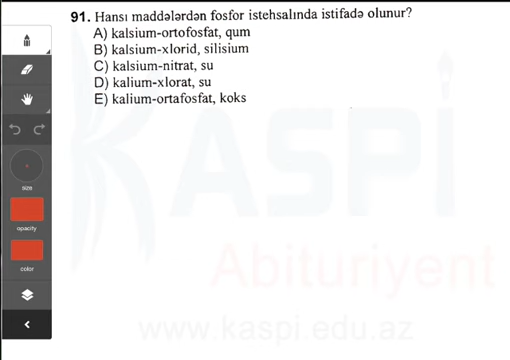 91. Hansı maddələrdən fosfor istehsalında istifadə olunur?
A) kalsium-ortofosfat, qum
B) kalsium-xlorid, silisium
C) kalsium-nitrat, su
D) kalium-xlorat, su
E) kalium-ortafosfat, koks
size
opacity
color
KASPİ
Abituriyent
www.kaspi.edu.az